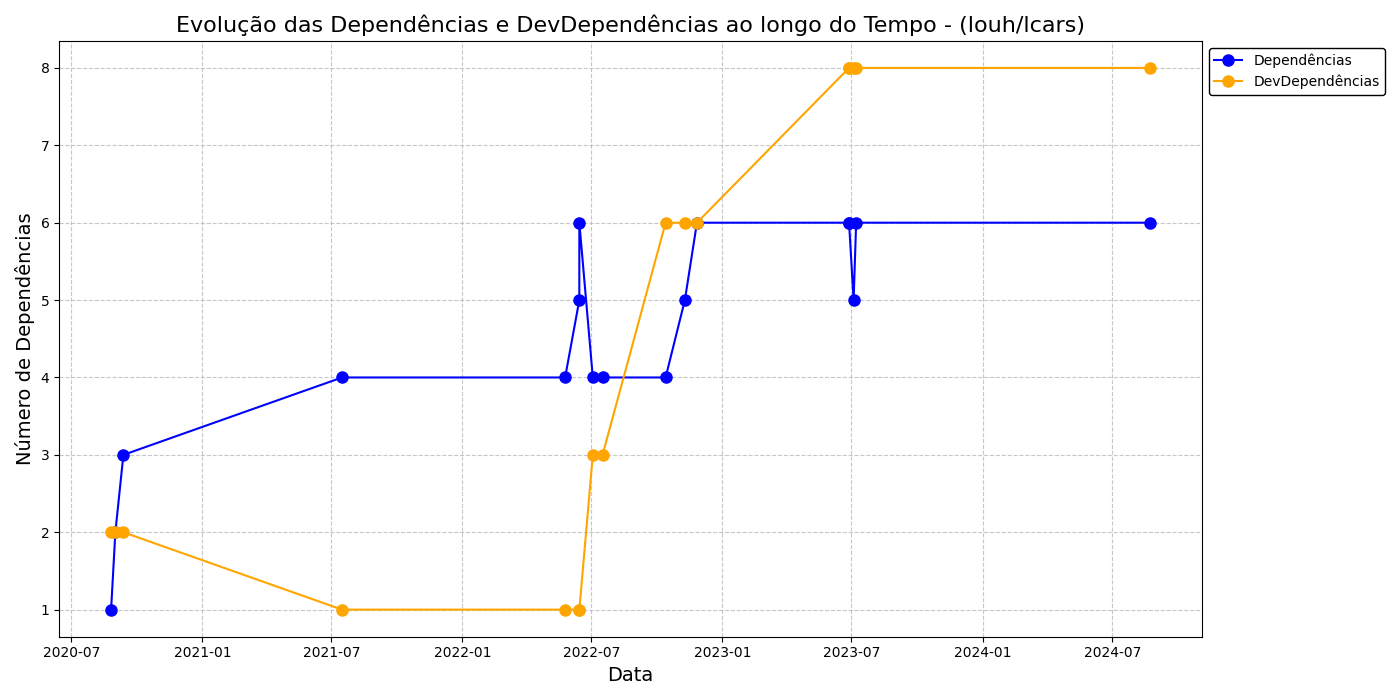 Evolução das Dependências e DevDependências ao longo do Tempo - (louh/lcars)
Dependências
DevDependências
Número de Dependências
8
7
6
5
4
3
2
1
2020-07 2021-01 2021-07 2022-01 2022-07 2023-01 2023-07 2024-01 2024-07
Data